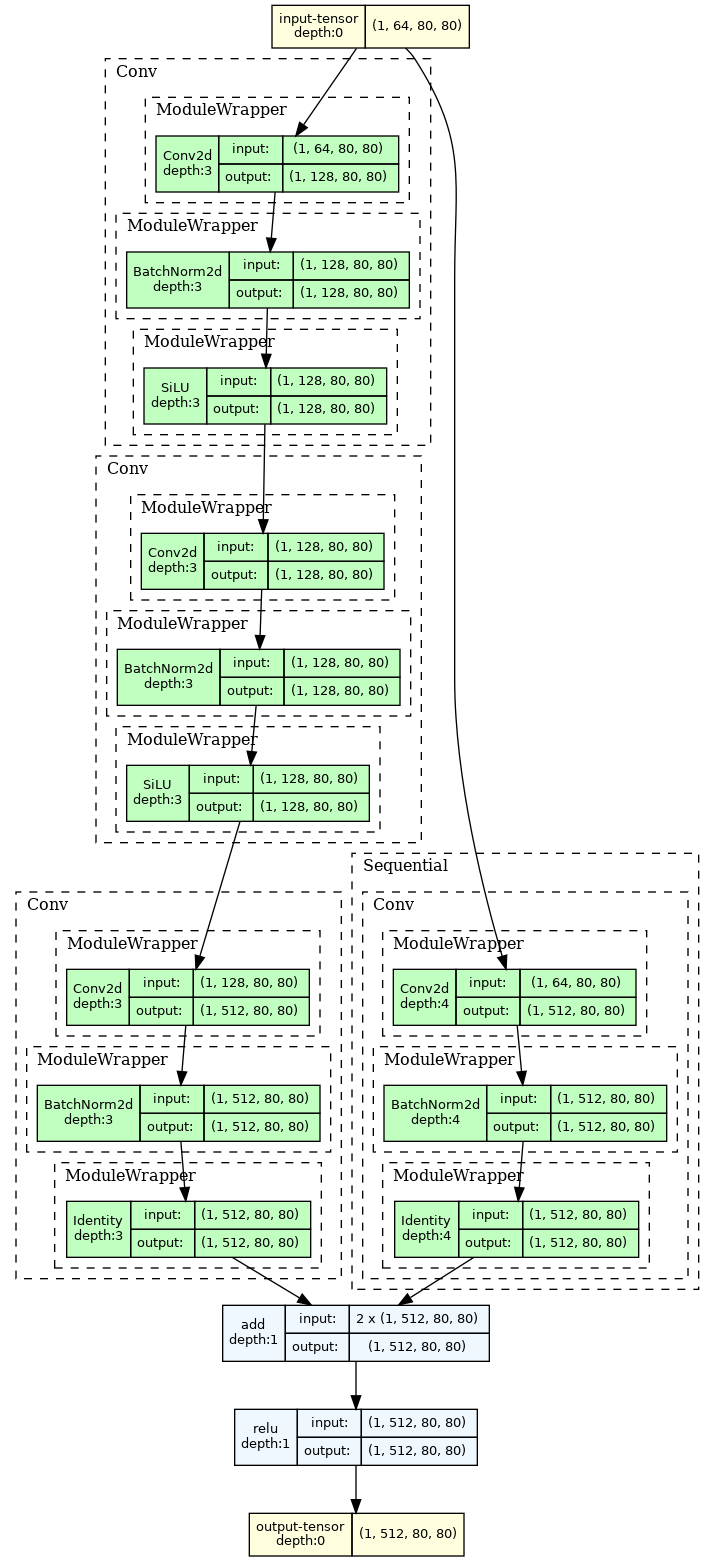 input-tensor
depth:0
(1, 64, 80, 80)
Conv
ModuleWrapper
Conv2d
depth:3
input:
(1, 64, 80, 80)
output:
(1, 128, 80, 80)
ModuleWrapper
BatchNorm2d
depth:3
input:
(1, 128, 80, 80)
output:
(1, 128, 80, 80)
ModuleWrapper
SiLU
depth:3
input:
(1, 128, 80, 80)
output:
(1, 128, 80, 80)
Conv
ModuleWrapper
Conv2d
depth:3
input:
(1, 128, 80, 80)
output:
(1, 128, 80, 80)
ModuleWrapper
BatchNorm2d
depth:3
input:
(1, 128, 80, 80)
output:
(1, 128, 80, 80)
ModuleWrapper
SiLU
depth:3
input:
(1, 128, 80, 80)
output:
(1, 128, 80, 80)
Conv
ModuleWrapper
Conv2d
depth:3
input:
(1, 128, 80, 80)
output:
(1, 512, 80, 80)
ModuleWrapper
BatchNorm2d
depth:3
input:
(1, 512, 80, 80)
output:
(1, 512, 80, 80)
ModuleWrapper
Identity
depth:3
input:
(1, 512, 80, 80)
output:
(1, 512, 80, 80)
Sequential
Conv
ModuleWrapper
Conv2d
depth:4
input:
(1, 64, 80, 80)
output:
(1, 512, 80, 80)
ModuleWrapper
BatchNorm2d
depth:4
input:
(1, 512, 80, 80)
output:
(1, 512, 80, 80)
ModuleWrapper
Identity
depth:4
input:
(1, 512, 80, 80)
output:
(1, 512, 80, 80)
add
depth:1
input:
2 x (1, 512, 80, 80)
output:
(1, 512, 80, 80)
relu
depth:1
input:
(1, 512, 80, 80)
output:
(1, 512, 80, 80)
output-tensor
depth:0
(1, 512, 80, 80)